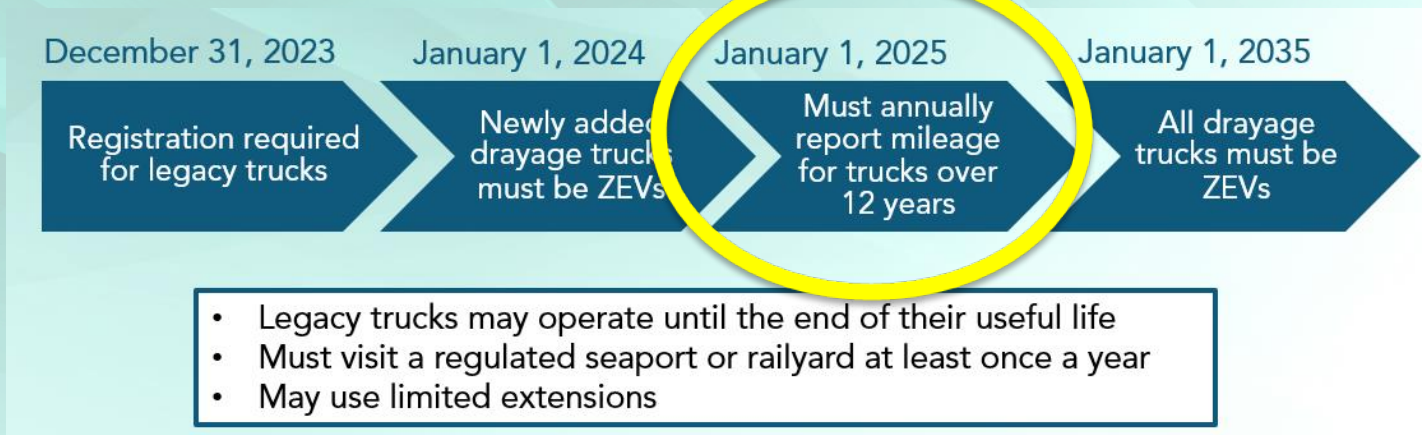 December 31, 2023
January 1, 2024
January 1, 2025
January 1, 2035
Registration required
for legacy trucks
Newly added
drayage trucks
must be ZEVs
Must annually
report mileage
for trucks over
12 years
All drayage
trucks must be
ZEVs
• Legacy trucks may operate until the end of their useful life
• Must visit a regulated seaport or railyard at least once a year
• May use limited extensions